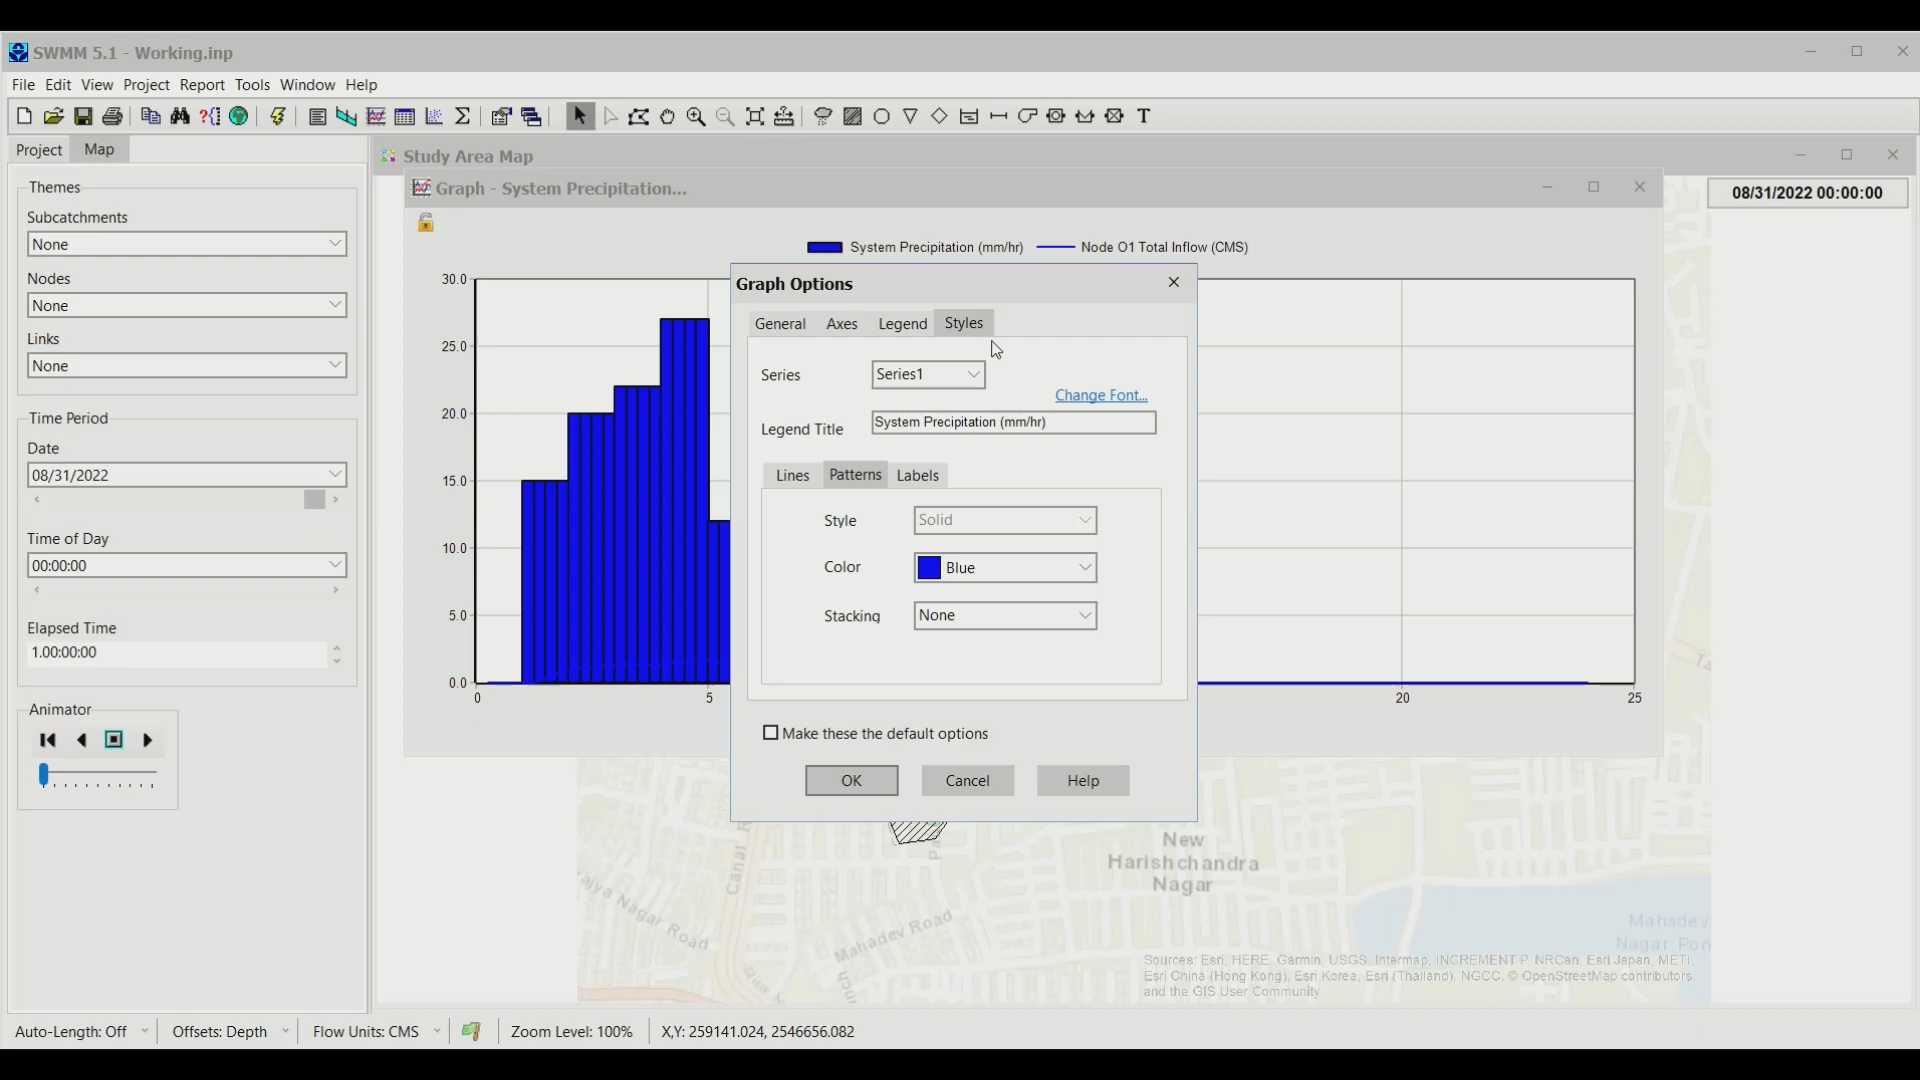 SWMM 5.1 - Working.inp
File Edit View Project Report Tools Window Help
Project Map
Study Area Map
Graph - System Precipitation...
08/31/2022 00:00:00
Themes
Subcatchments
None
Nodes
None
Links
None
Time Period
Date
08/31/2022
Time of Day
00:00:00
Elapsed Time
1.00:00:00
Animator
System Precipitation (mm/hr) Node O1 Total Inflow (CMS)
30.0
25.0
20.0
15.0
10.0
5.0
0.0
0 5 20 25
Graph Options
General Axes Legend Styles
Series Series1
Change Font...
Legend Title System Precipitation (mm/hr)
Lines Patterns Labels
Style Solid
Color Blue
Stacking None
Make these the default options
OK Cancel Help
New
Harishchandra
Nagar
Canal
Nagar Road
Mahadev Road
Mahadev
Nagar Pon
Sources: Esri, HERE, Garmin, USGS, Intermap, INCREMENT P, NRCan, Esri Japan, METI,
Esri China (Hong Kong), Esri Korea, Esri (Thailand), NGCC, © OpenStreetMap contributors,
and the GIS User Community
Auto-Length: Off Offsets: Depth Flow Units: CMS Zoom Level: 100% X,Y: 259141.024, 2546656.082